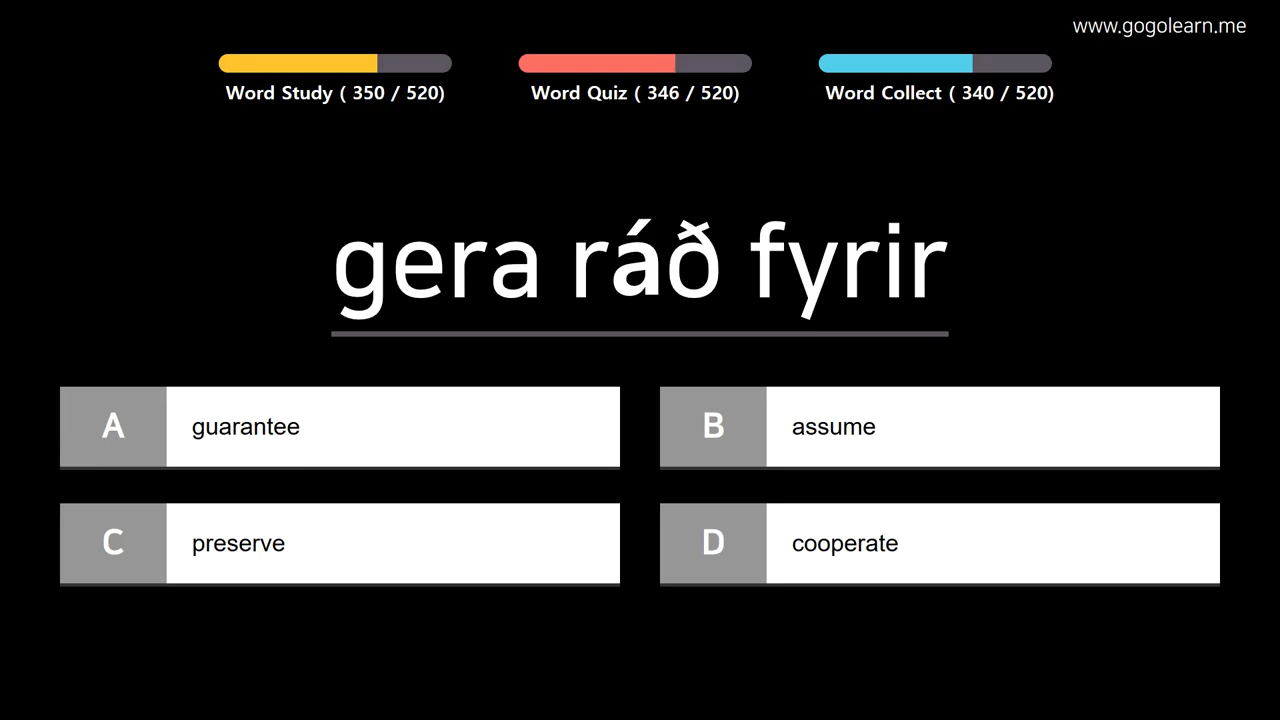 www.gogolearn.me
Word Study ( 350 / 520)
Word Quiz ( 346 / 520)
Word Collect ( 340 / 520)
gera ráð fyrir
A guarantee
B assume
C preserve
D cooperate